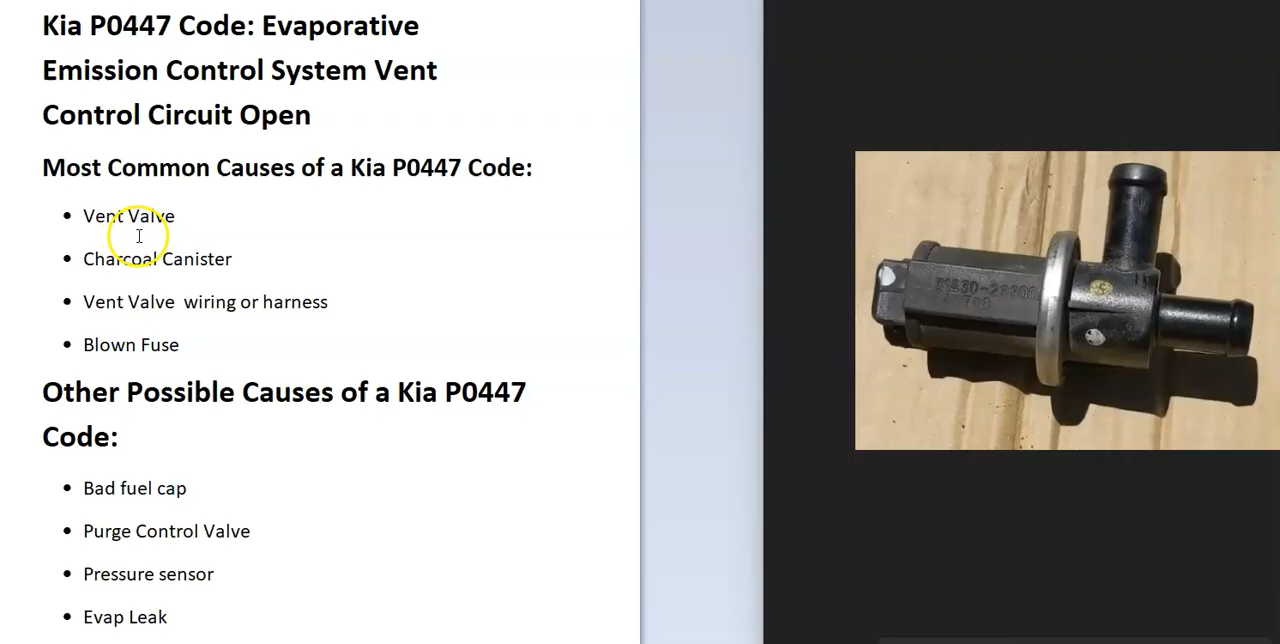 Kia P0447 Code: Evaporative
Emission Control System Vent
Control Circuit Open
Most Common Causes of a Kia P0447 Code:
• Vent Valve
• Charcoal Canister
• Vent Valve  wiring or harness
• Blown Fuse
Other Possible Causes of a Kia P0447
Code:
• Bad fuel cap
• Purge Control Valve
• Pressure sensor
• Evap Leak